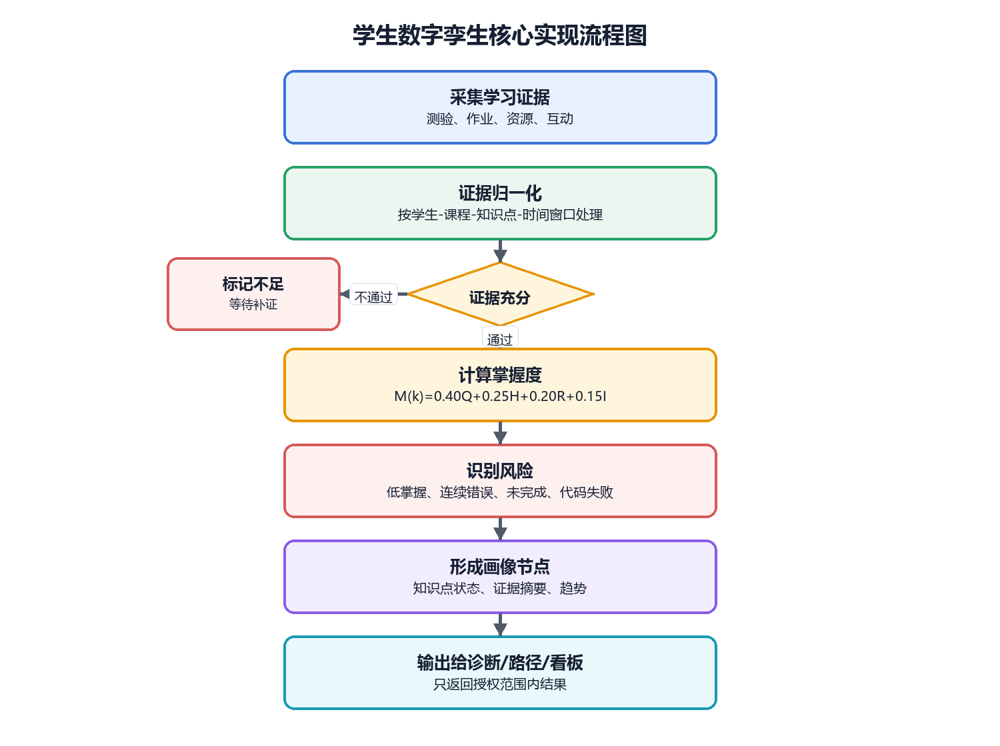 学生数字孪生核心实现流程图
采集学习证据
测验、作业、资源、互动
证据归一化
按学生-课程-知识点-时间窗口处理
标记不足
等待补证
不通过
证据充分
通过
计算掌握度
M(k)=0.40Q+0.25H+0.20R+0.15I
识别风险
低掌握、连续错误、未完成、代码失败
形成画像节点
知识点状态、证据摘要、趋势
输出给诊断/路径/看板
只返回授权范围内结果